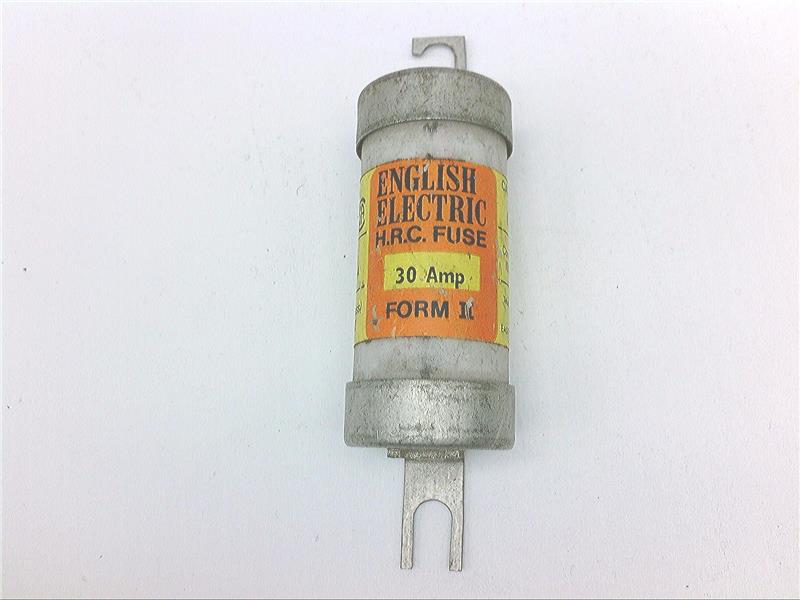 ENGLISH
ELECTRIC
H.R.C. FUSE
30 Amp
FORM II